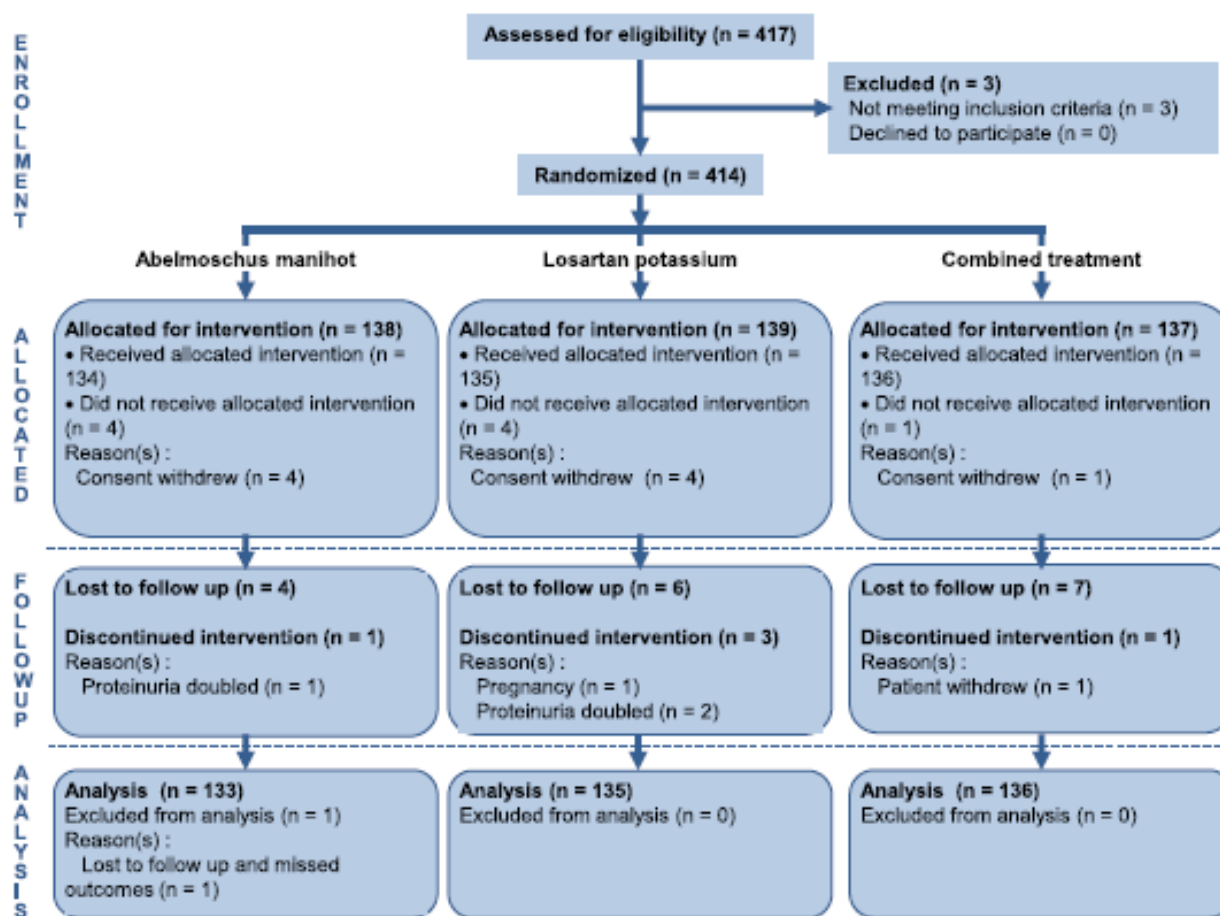 ENROLLMENT
Assessed for eligibility (n = 417)
Excluded (n = 3)
Not meeting inclusion criteria (n = 3)
Declined to participate (n = 0)
Randomized (n = 414)
Abelmoschus manihot
Losartan potassium
Combined treatment
ALLOCATED
Allocated for intervention (n = 138)
• Received allocated intervention (n =
134)
• Did not receive allocated intervention
(n = 4)
Reason(s) :
Consent withdrew (n = 4)
Allocated for intervention (n = 139)
• Received allocated intervention (n =
135)
• Did not receive allocated intervention
(n = 4)
Reason(s) :
Consent withdrew (n = 4)
Allocated for intervention (n = 137)
• Received allocated intervention (n =
136)
• Did not receive allocated intervention
(n = 1)
Reason(s) :
Consent withdrew (n = 1)
FOLLOWUP
Lost to follow up (n = 4)
Discontinued intervention (n = 1)
Reason(s) :
Proteinuria doubled (n = 1)
Lost to follow up (n = 6)
Discontinued intervention (n = 3)
Reason(s) :
Pregnancy (n = 1)
Proteinuria doubled (n = 2)
Lost to follow up (n = 7)
Discontinued intervention (n = 1)
Reason(s) :
Patient withdrew (n = 1)
ANALYSIS
Analysis (n = 133)
Excluded from analysis (n = 1)
Reason(s) :
Lost to follow up and missed
outcomes (n = 1)
Analysis (n = 135)
Excluded from analysis (n = 0)
Analysis (n = 136)
Excluded from analysis (n = 0)